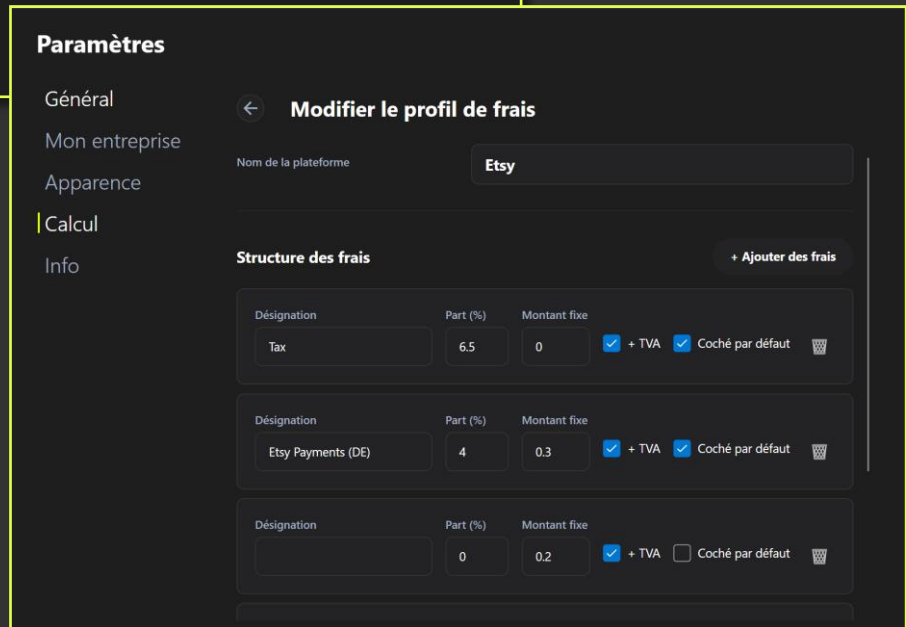 Paramètres
Général
Mon entreprise
Apparence
Calcul
Info
Modifier le profil de frais
Nom de la plateforme
Etsy
Structure des frais
+ Ajouter des frais
Désignation Part (%) Montant fixe
Tax 6.5 0 + TVA Coché par défaut
Désignation Part (%) Montant fixe
Etsy Payments (DE) 4 0.3 + TVA Coché par défaut
Désignation Part (%) Montant fixe
0 0.2 + TVA Coché par défaut